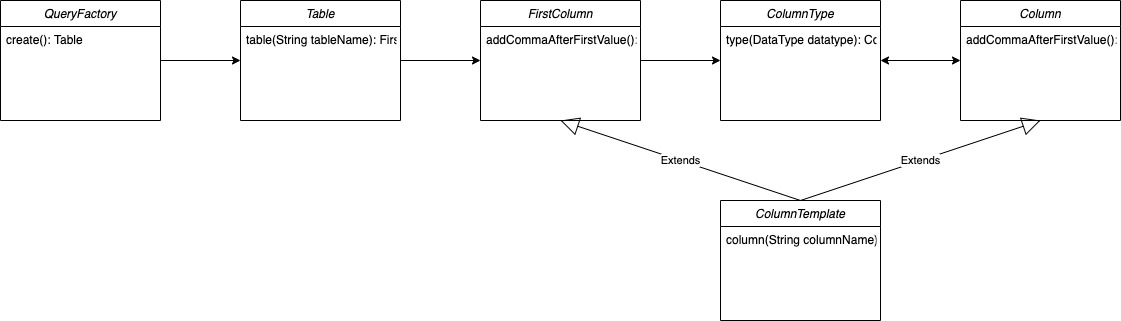 QueryFactory
create(): Table
Table
table(String tableName): Firs
FirstColumn
addCommaAfterFirstValue():
ColumnType
type(DataType datatype): Co
Column
addCommaAfterFirstValue():
Extends
Extends
ColumnTemplate
column(String columnName)